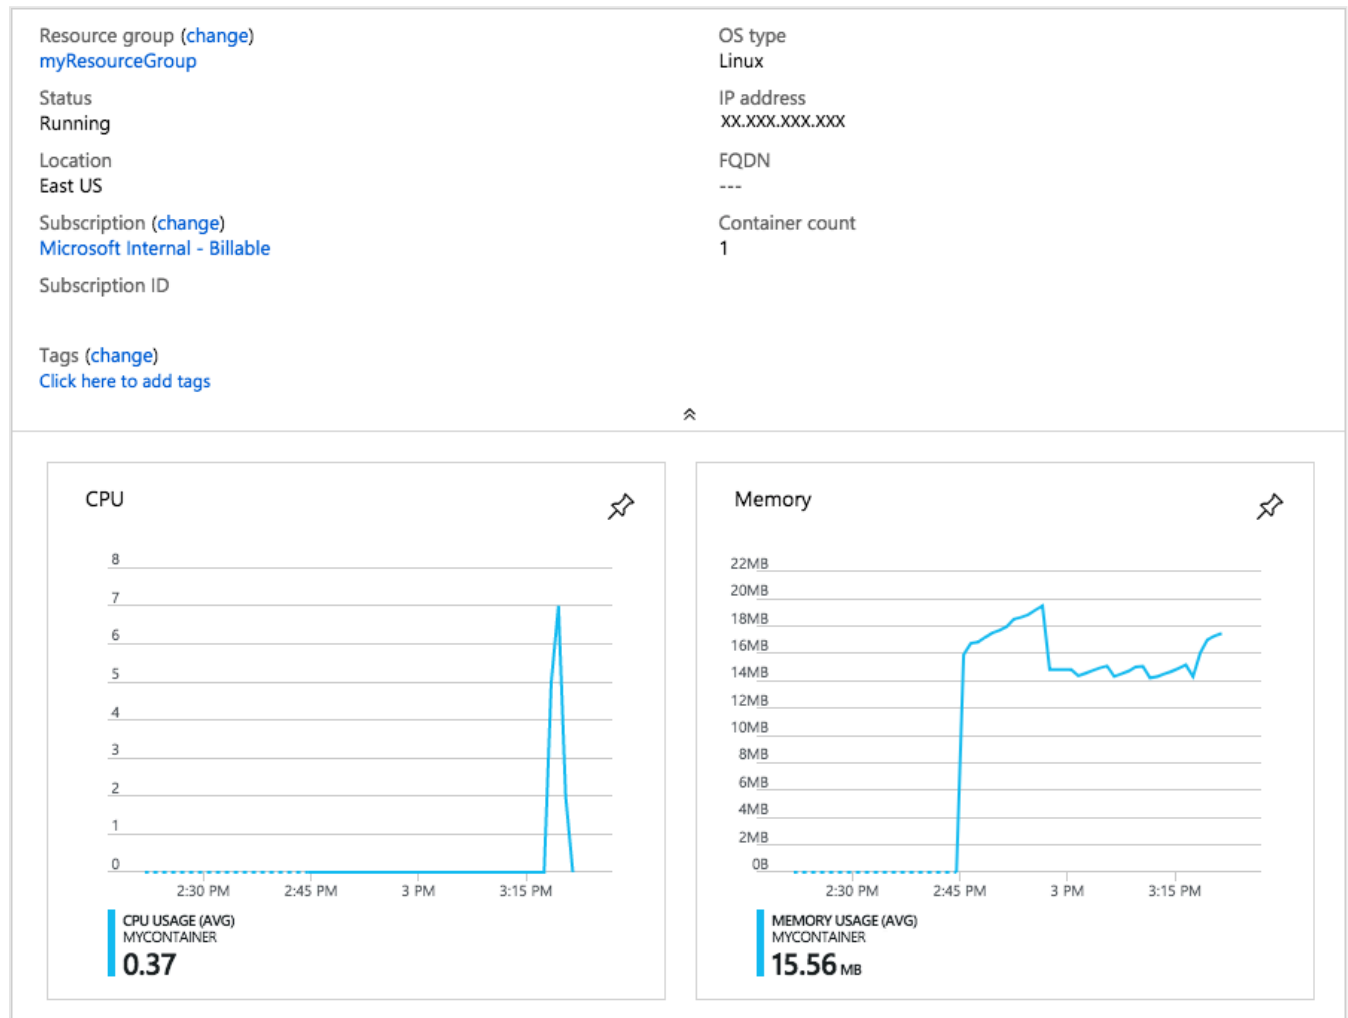 Resource group (change)
myResourceGroup
Status
Running
Location
East US
Subscription (change)
Microsoft Internal - Billable
Subscription ID
Tags (change)
Click here to add tags
OS type
Linux
IP address
XX.XXX.XXX.XXX
FQDN
---
Container count
1
CPU
8
7
6
5
4
3
2
1
0
2:30 PM
2:45 PM
3 PM
3:15 PM
CPU USAGE (AVG)
MYCONTAINER
0.37
Memory
22MB
20MB
18MB
16MB
14MB
12MB
10MB
8MB
6MB
4MB
2MB
0B
2:30 PM
2:45 PM
3 PM
3:15 PM
MEMORY USAGE (AVG)
MYCONTAINER
15.56 MB